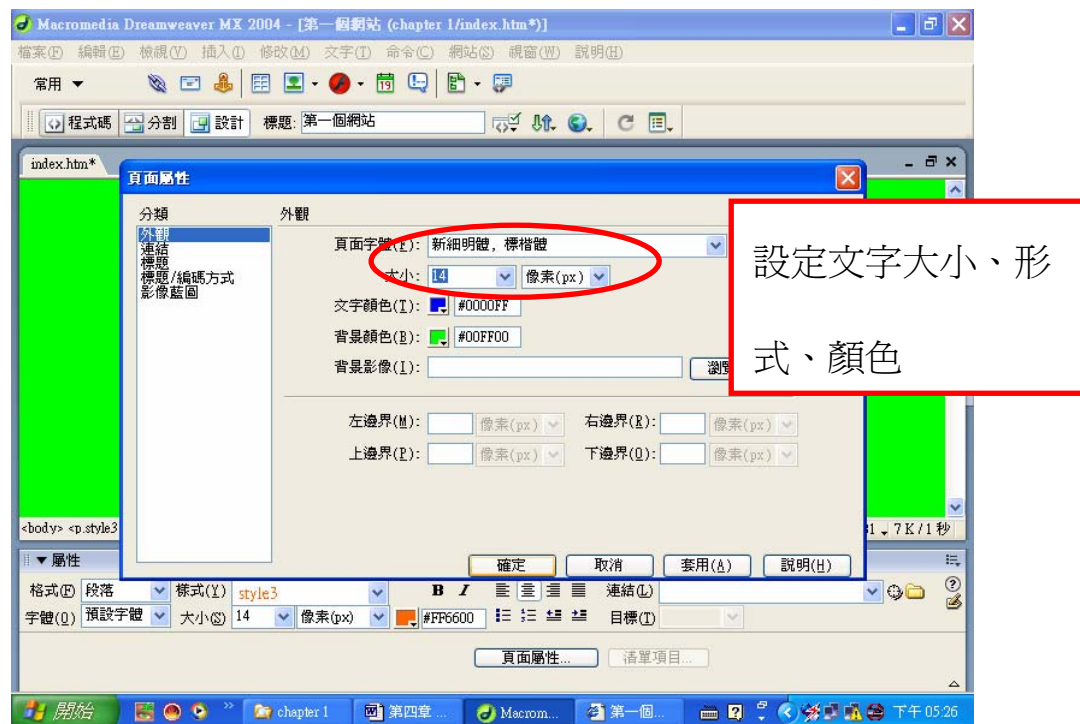 Macromedia Dreamweaver MX 2004 - [第一個網站 (chapter 1/index.htm*)]
檔案(F) 編輯(E) 檢視(V) 插入(I) 修改(M) 文字(T) 命令(C) 網站(S) 視窗(W) 說明(H)
常用
程式碼 分割 設計 標題: 第一個網站
index.htm*
頁面屬性
分類
外觀
連結
標題
標題/編碼方式
影像藍圖
外觀
頁面字體(F): 新細明體, 標楷體
大小: 14 像素(px)
文字顏色(T): #0000FF
背景顏色(B): #00FF00
背景影像(I):
左邊界(M): 像素(px) 右邊界(R): 像素(px)
上邊界(P): 像素(px) 下邊界(O): 像素(px)
確定 取消 套用(A) 說明(H)
設定文字大小、形
式、顏色
<body> <p.style3
7 K / 1 秒
屬性
格式(F) 段落 樣式(Y) style3 B I 連結(L)
字體(O) 預設字體 大小(S) 14 像素(px) #FF6600 目標(T)
頁面屬性... 清單項目...
開始 chapter 1 第四章 ... Macrom... 第一個... 下午 05:26